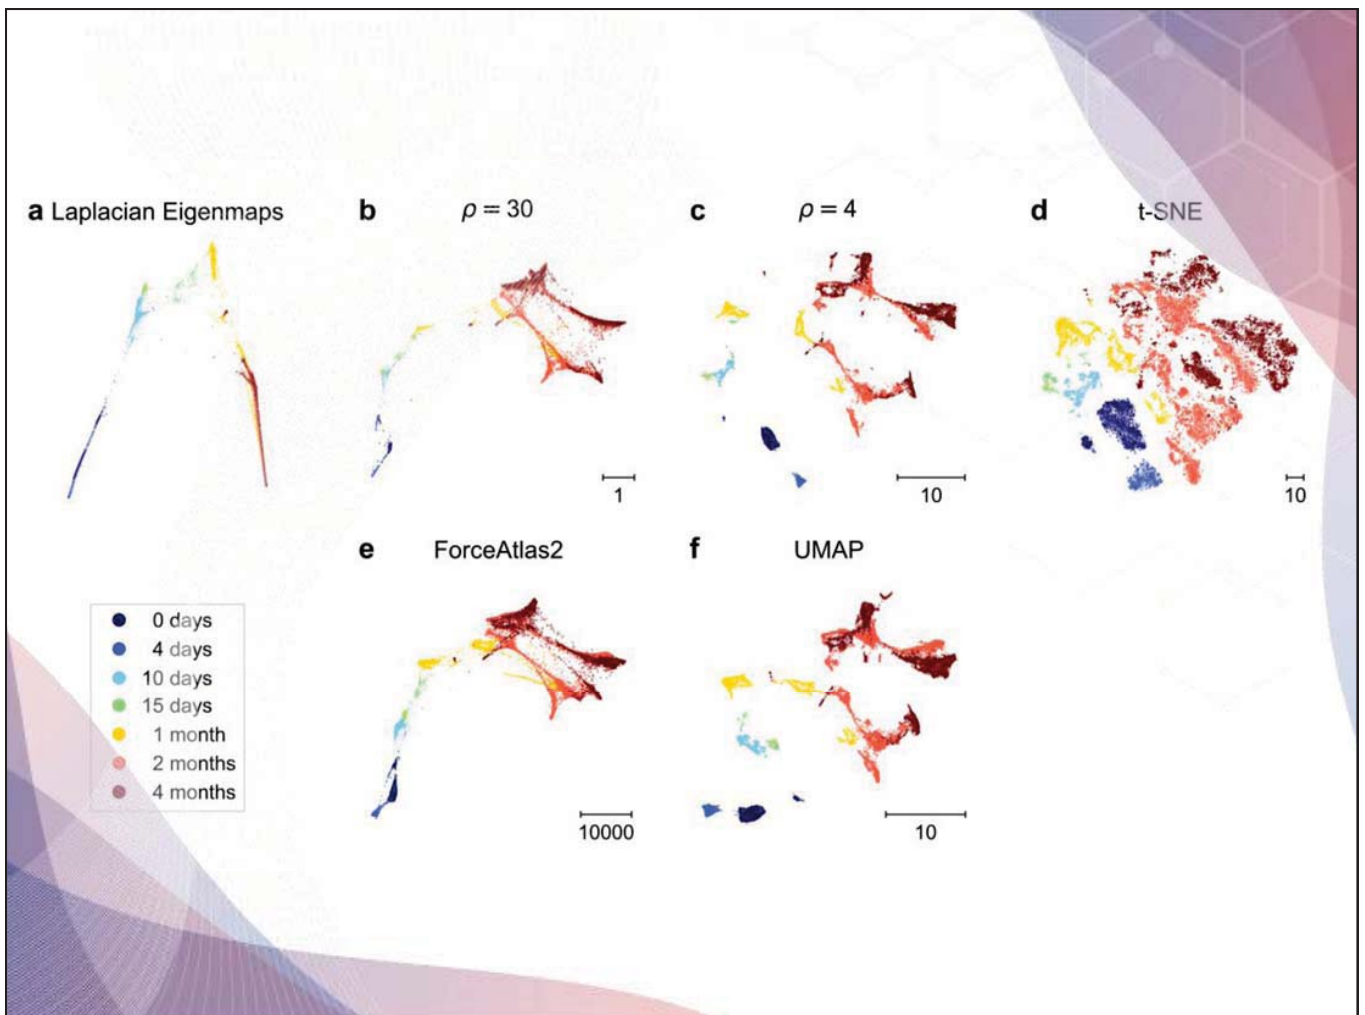 a Laplacian Eigenmaps
b ρ = 30
c ρ = 4
d t-SNE
1
10
10
e ForceAtlas2
f UMAP
0 days
4 days
10 days
15 days
1 month
2 months
4 months
10000
10